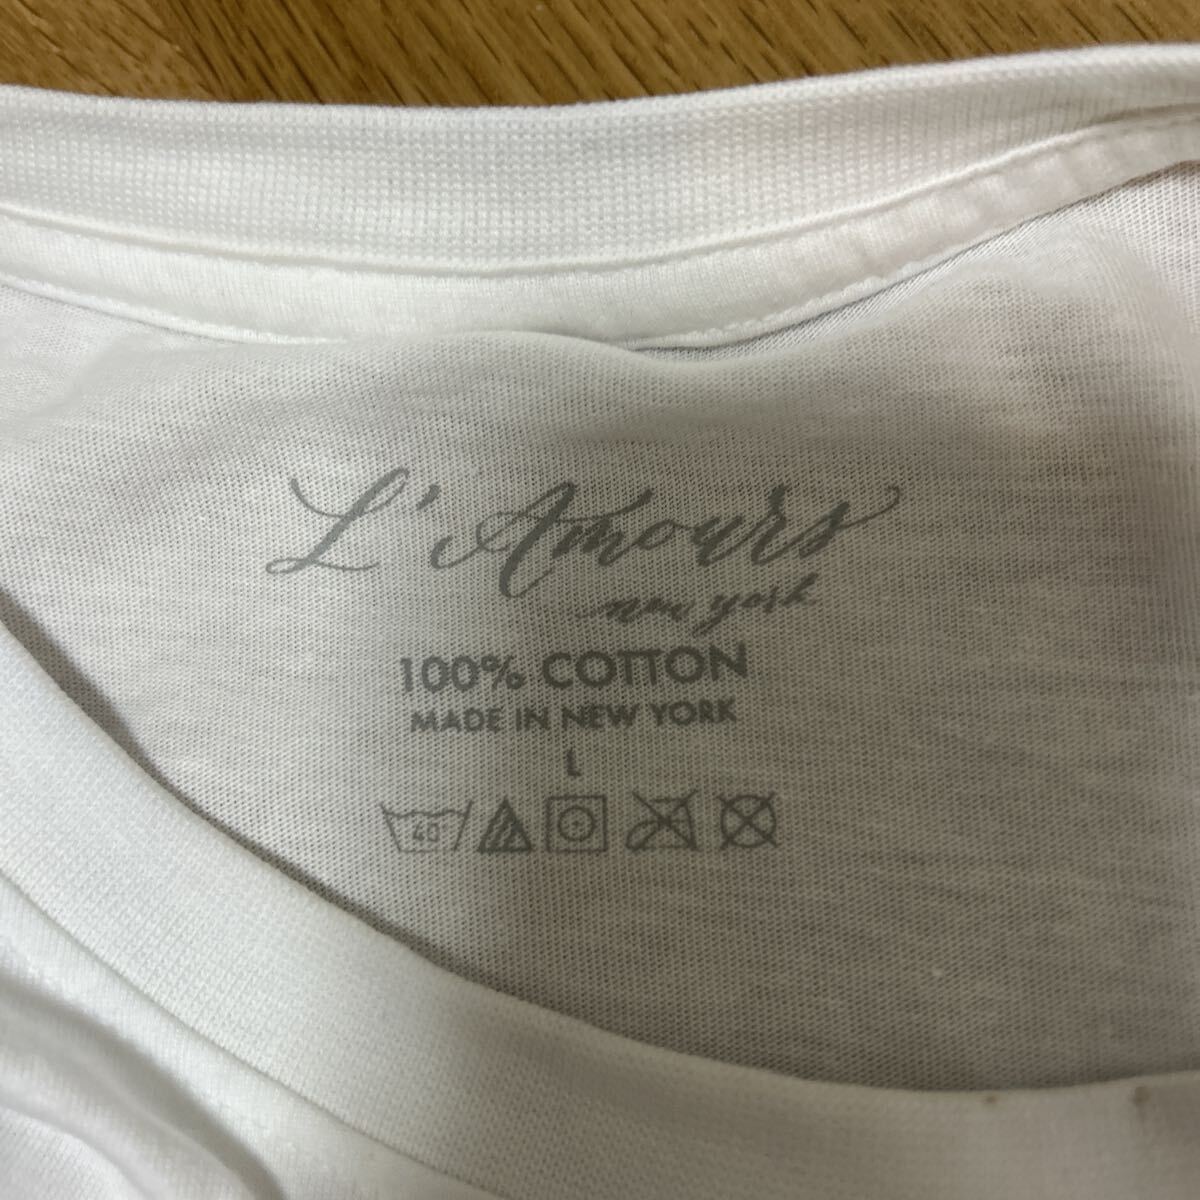 L'Amours
new york
100% COTTON
MADE IN NEW YORK
L
40°